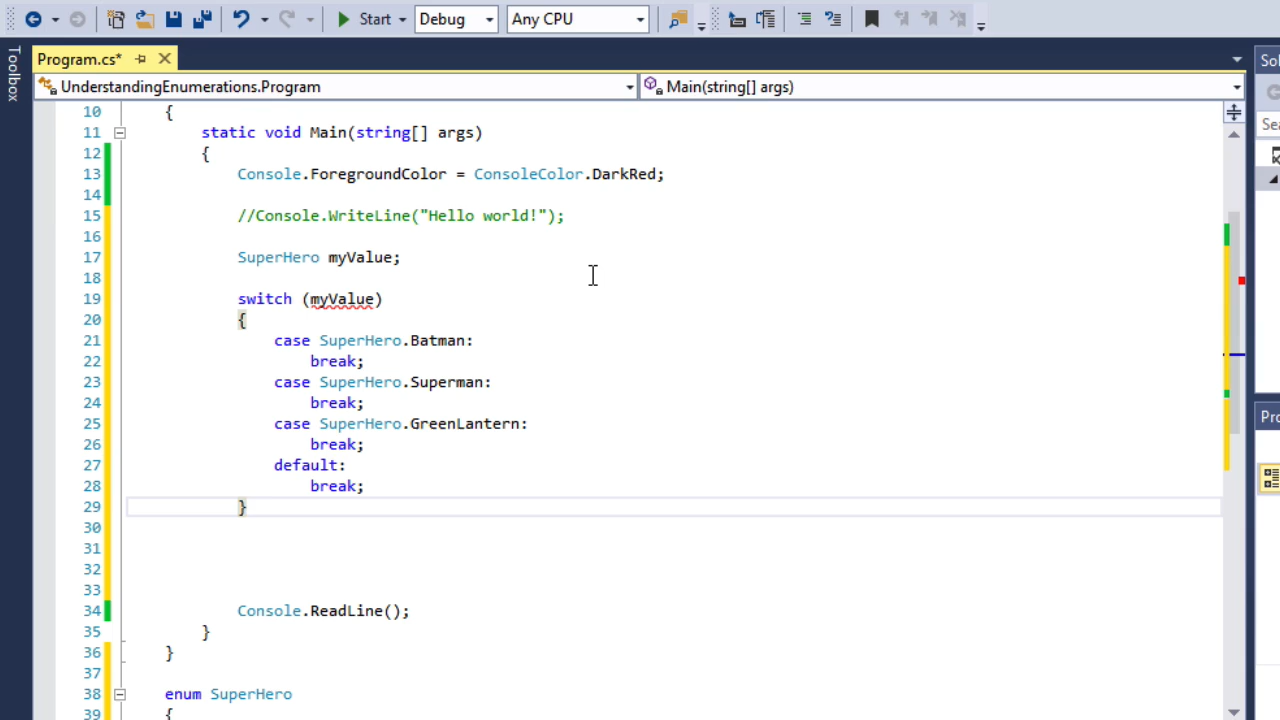 Start Debug Any CPU
Toolbox
Program.cs*
Sol
UnderstandingEnumerations.Program Main(string[] args)
Sea
10 {
11 static void Main(string[] args)
12 {
13 Console.ForegroundColor = ConsoleColor.DarkRed;
14
15 //Console.WriteLine("Hello world!");
16
17 SuperHero myValue;
18
19 switch (myValue)
20 {
21 case SuperHero.Batman:
22 break;
23 case SuperHero.Superman:
24 break;
25 case SuperHero.GreenLantern:
26 break;
27 default:
28 break;
29 }
30
31
32
33
34 Console.ReadLine();
35 }
36 }
37
38 enum SuperHero
39 {
Pro